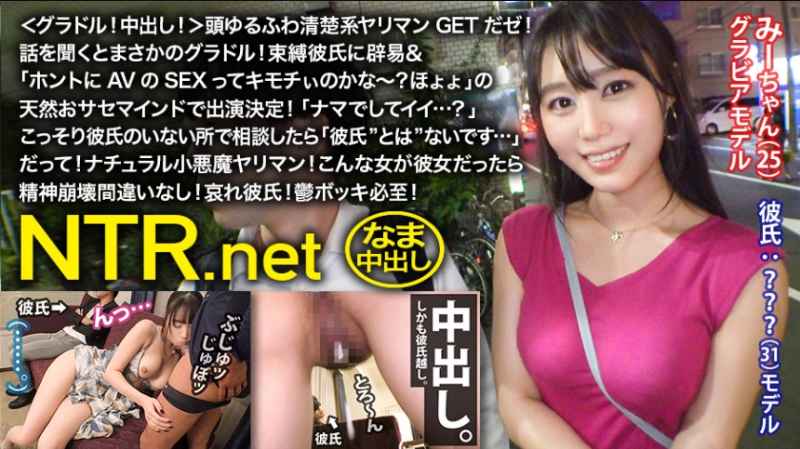 ＜グラドル！中出し！＞頭ゆるふわ清楚系ヤリマン GETだぜ！
話を聞くとまさかのグラドル！束縛彼氏に辟易＆
「ホントに AV の SEX ってキモチぃのかな〜？ほょょ」の
天然おサセマインドで出演決定！「ナマでしてイイ…？」
こっそり彼氏のいない所で相談したら「彼氏”とは”ないです…」
だって！ナチュラル小悪魔ヤリマン！こんな女が彼女だったら
精神崩壊間違いなし！哀れ彼氏！鬱ボッキ必至！
NTR.net
なま
中出し
みーちゃん(25)
グラビアモデル
彼氏：？？？(31)モデル
彼氏→
(……。)
んっ…
ぶじゅッ
じゅぽッ
中出し。
しかも彼氏越し。
とろ〜ん
彼氏